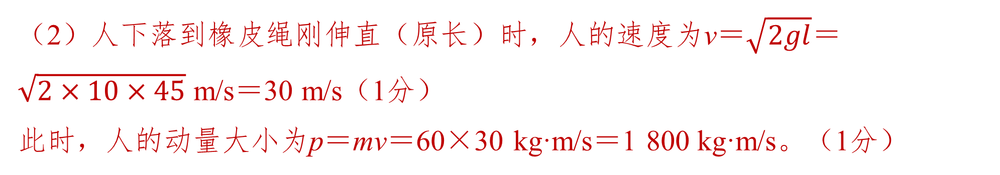 （2）人下落到橡皮绳刚伸直（原长）时，人的速度为v＝√2gl＝
√2×10×45 m/s＝30 m/s（1分）
此时，人的动量大小为p＝mv＝60×30 kg·m/s＝1 800 kg·m/s。（1分）